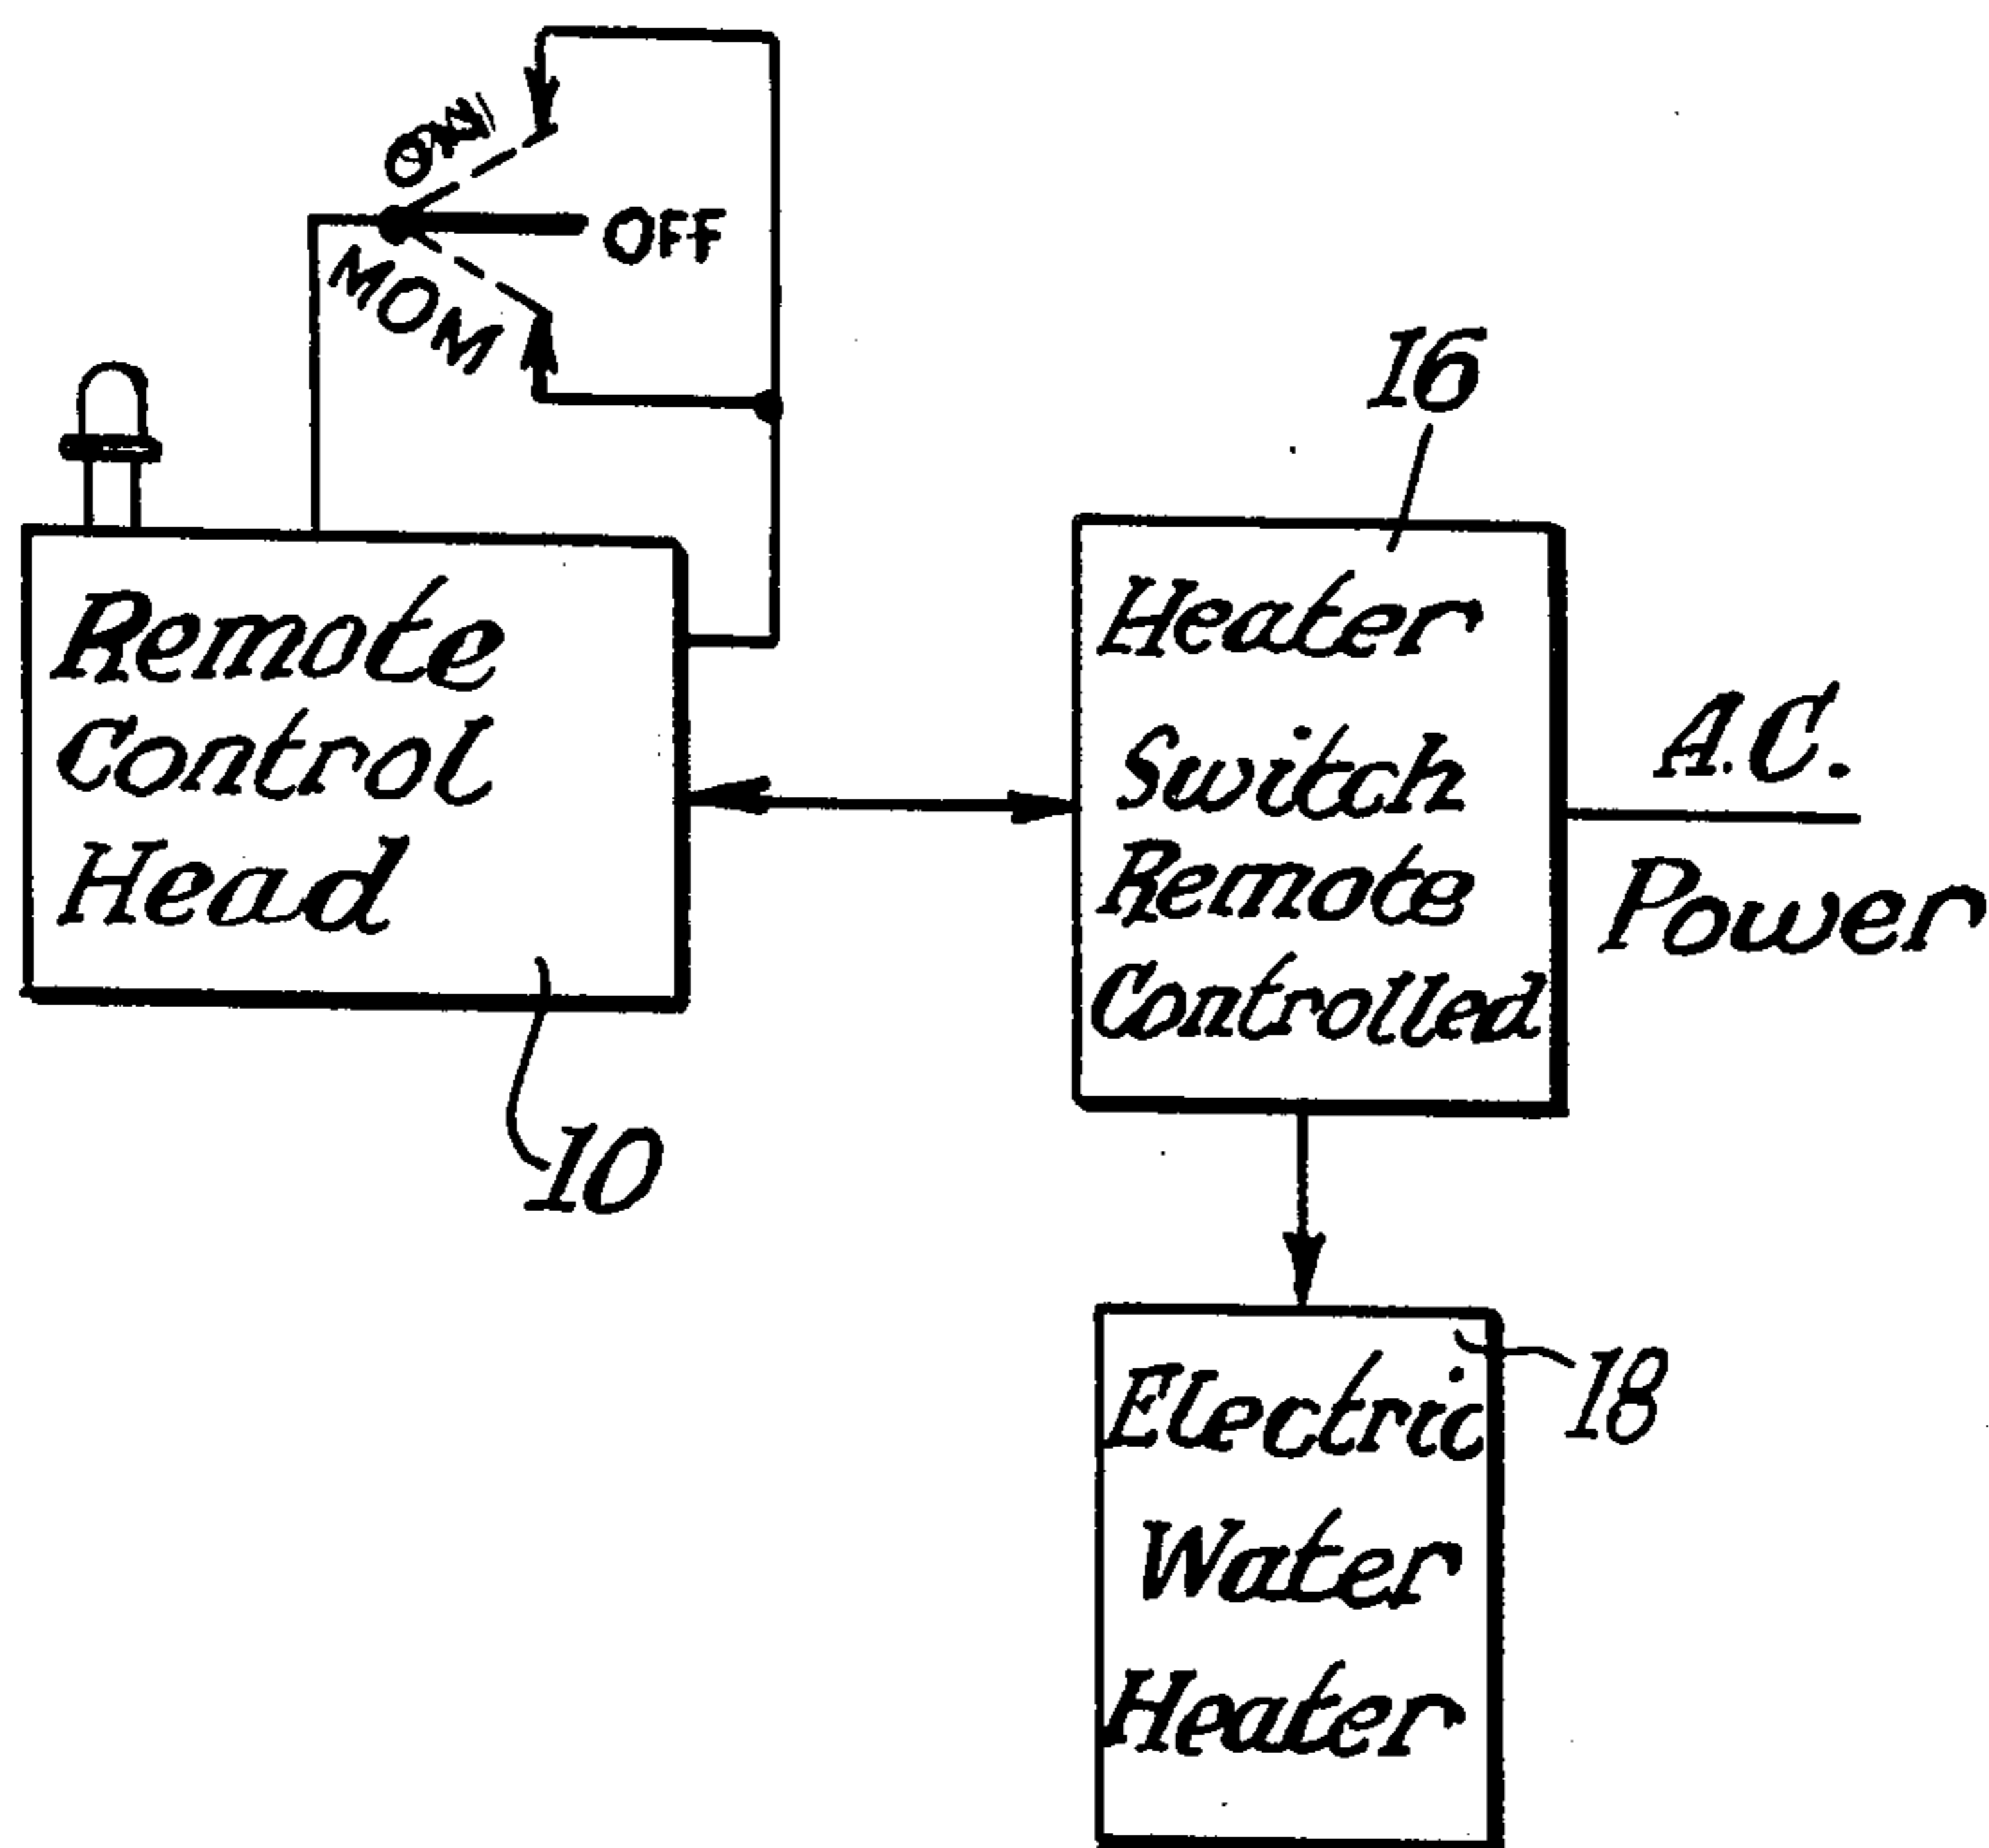 ON
OFF
MOM
16
Remote
Control
Head
10
Heater
Switch
Remote
Controlled
A.C.
Power
Electric
Water
Heater
18